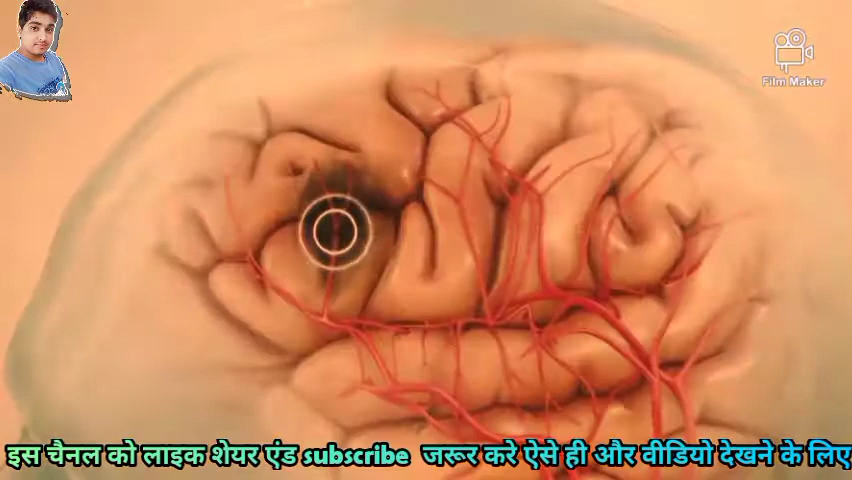 Film Maker
इस चैनल को लाइक शेयर एंड subscribe जरूर करे ऐसे ही और वीडियो देखने के लिए